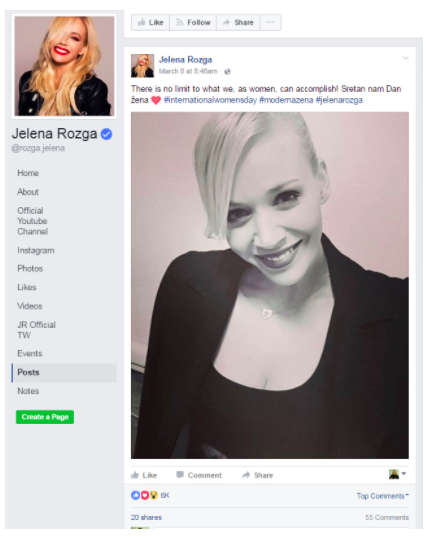 Like Follow Share ...
Jelena Rozga
March 8 at 8:46am ·
There is no limit to what we, as women, can accomplish! Sretan nam Dan
žena #internationalwomensday #modernazena #jelenarozga
Jelena Rozga
@rozga.jelena
Home
About
Official
Youtube
Channel
Instagram
Photos
Likes
Videos
JR Official
TW
Events
Posts
Notes
Create a Page
Like Comment Share
6K
Top Comments
20 shares
55 Comments